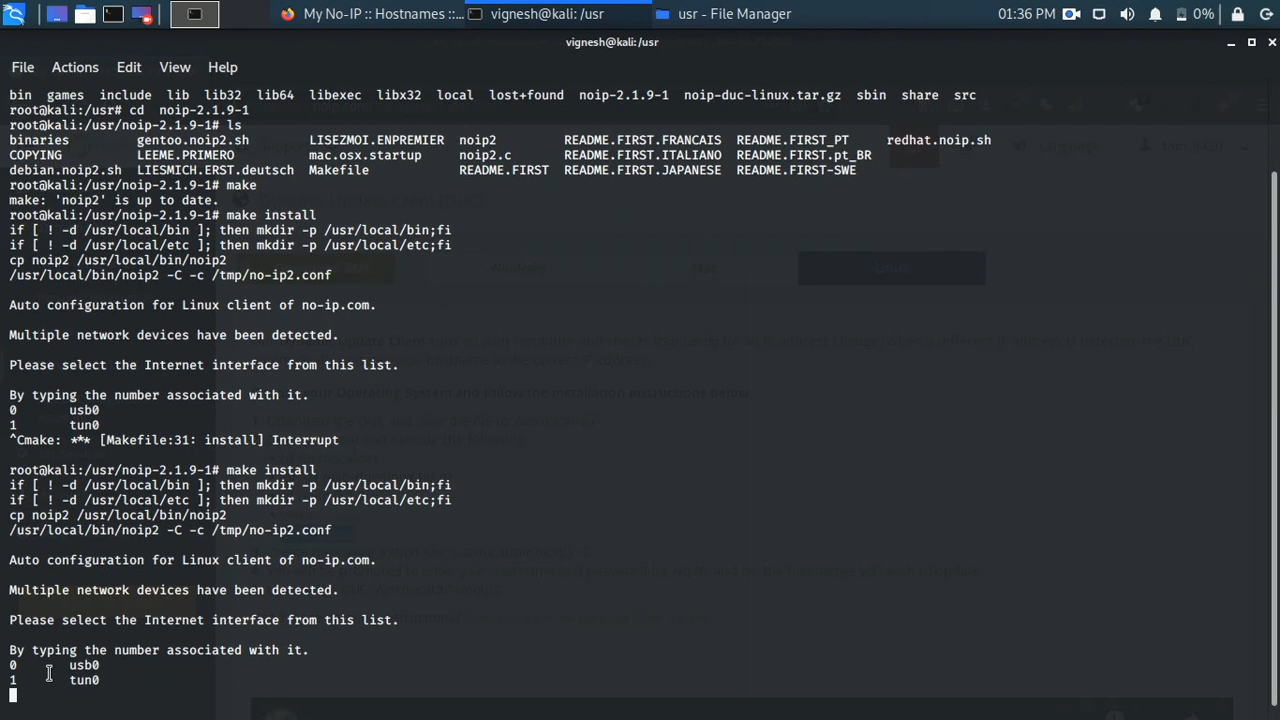 My No-IP :: Hostnames ::...
vignesh@kali: /usr
usr - File Manager
01:36 PM
0%
vignesh@kali: /usr
File Actions Edit View Help
bin games include lib lib32 lib64 libexec libx32 local lost+found noip-2.1.9-1 noip-duc-linux.tar.gz sbin share src
root@kali:/usr# cd noip-2.1.9-1
root@kali:/usr/noip-2.1.9-1# ls
binaries gentoo.noip2.sh LISEZMOI.ENPREMIER noip2 README.FIRST.FRANCAIS README.FIRST_PT redhat.noip.sh
COPYING LEEME.PRIMERO mac.osx.startup noip2.c README.FIRST.ITALIANO README.FIRST.pt_BR
debian.noip2.sh LIESMICH.ERST.deutsch Makefile README.FIRST README.FIRST.JAPANESE README.FIRST-SWE
root@kali:/usr/noip-2.1.9-1# make
make: 'noip2' is up to date.
root@kali:/usr/noip-2.1.9-1# make install
if [ ! -d /usr/local/bin ]; then mkdir -p /usr/local/bin;fi
if [ ! -d /usr/local/etc ]; then mkdir -p /usr/local/etc;fi
cp noip2 /usr/local/bin/noip2
/usr/local/bin/noip2 -C -c /tmp/no-ip2.conf
Auto configuration for Linux client of no-ip.com.
Multiple network devices have been detected.
Please select the Internet interface from this list.
By typing the number associated with it.
0 usb0
1 tun0
^Cmake: *** [Makefile:31: install] Interrupt
root@kali:/usr/noip-2.1.9-1# make install
if [ ! -d /usr/local/bin ]; then mkdir -p /usr/local/bin;fi
if [ ! -d /usr/local/etc ]; then mkdir -p /usr/local/etc;fi
cp noip2 /usr/local/bin/noip2
/usr/local/bin/noip2 -C -c /tmp/no-ip2.conf
Auto configuration for Linux client of no-ip.com.
Multiple network devices have been detected.
Please select the Internet interface from this list.
By typing the number associated with it.
0 usb0
1 tun0